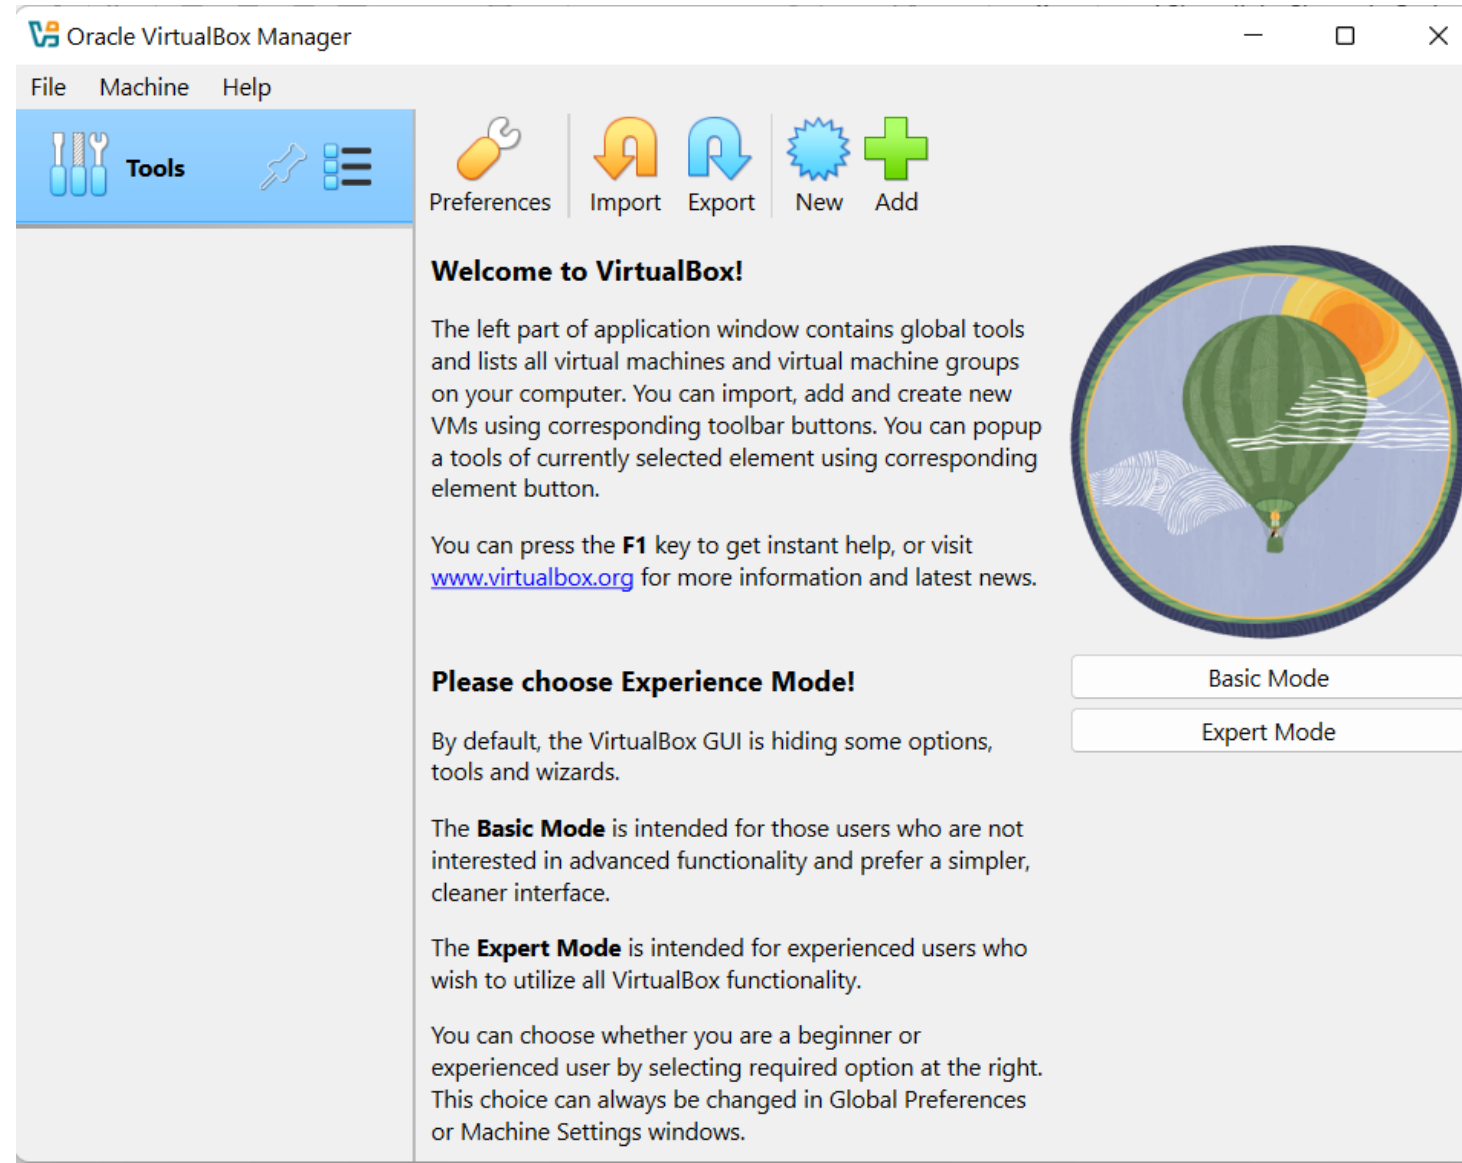 Oracle VirtualBox Manager
File Machine Help
Tools
Preferences Import Export New Add
Welcome to VirtualBox!
The left part of application window contains global tools
and lists all virtual machines and virtual machine groups
on your computer. You can import, add and create new
VMs using corresponding toolbar buttons. You can popup
a tools of currently selected element using corresponding
element button.
You can press the F1 key to get instant help, or visit
www.virtualbox.org for more information and latest news.
Please choose Experience Mode!
Basic Mode
Expert Mode
By default, the VirtualBox GUI is hiding some options,
tools and wizards.
The Basic Mode is intended for those users who are not
interested in advanced functionality and prefer a simpler,
cleaner interface.
The Expert Mode is intended for experienced users who
wish to utilize all VirtualBox functionality.
You can choose whether you are a beginner or
experienced user by selecting required option at the right.
This choice can always be changed in Global Preferences
or Machine Settings windows.